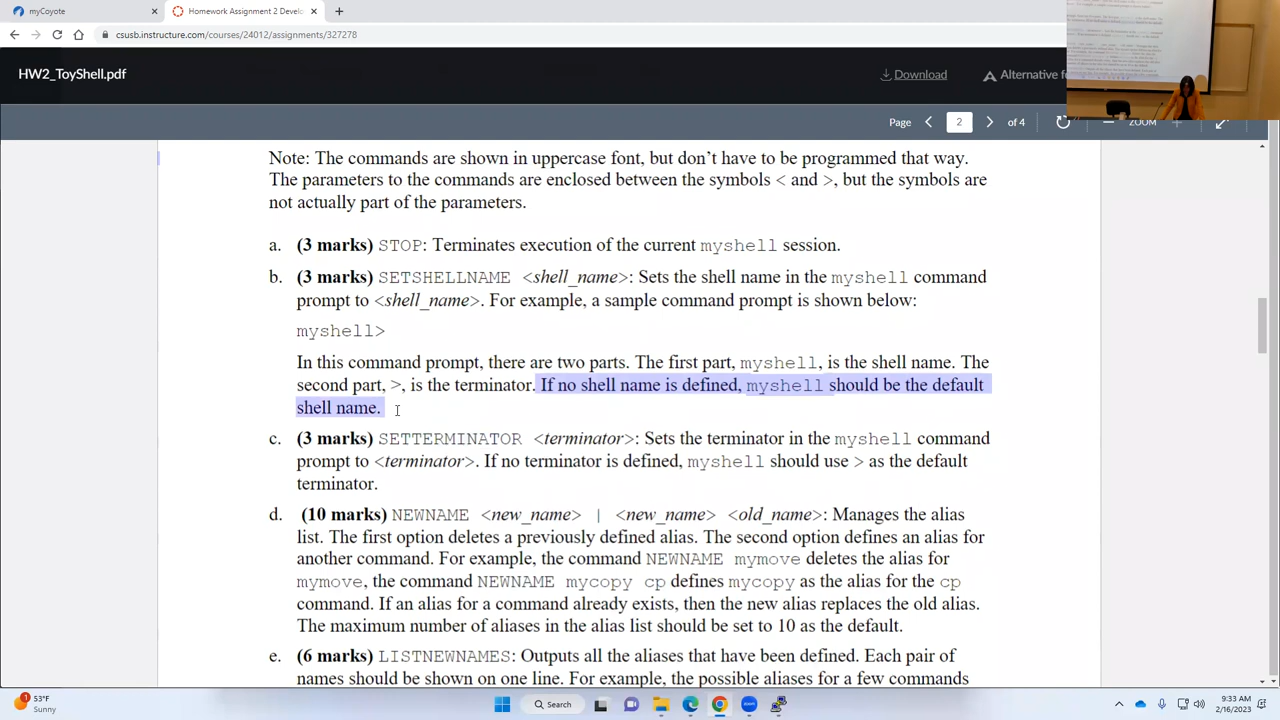 myCoyote
Homework Assignment 2 Develo
HW2_ToyShell.pdf
Download
Alternative fo
Page
2
of 4
ZOOM
Note: The commands are shown in uppercase font, but don't have to be programmed that way.
The parameters to the commands are enclosed between the symbols < and >, but the symbols are
not actually part of the parameters.
a. (3 marks) STOP: Terminates execution of the current myshell session.
b. (3 marks) SETSHELLNAME <shell_name>: Sets the shell name in the myshell command
prompt to <shell_name>. For example, a sample command prompt is shown below:
myshell>
In this command prompt, there are two parts. The first part, myshell, is the shell name. The
second part, >, is the terminator. If no shell name is defined, myshell should be the default
shell name.
c. (3 marks) SETTERMINATOR <terminator>: Sets the terminator in the myshell command
prompt to <terminator>. If no terminator is defined, myshell should use > as the default
terminator.
d. (10 marks) NEWNAME <new_name> | <new_name> <old_name>: Manages the alias
list. The first option deletes a previously defined alias. The second option defines an alias for
another command. For example, the command NEWNAME mymove deletes the alias for
mymove, the command NEWNAME mycopy cp defines mycopy as the alias for the cp
command. If an alias for a command already exists, then the new alias replaces the old alias.
The maximum number of aliases in the alias list should be set to 10 as the default.
e. (6 marks) LISTNEWNAMES: Outputs all the aliases that have been defined. Each pair of
names should be shown on one line. For example, the possible aliases for a few commands
1
53°F
Sunny
Search
zoom
9:33 AM
2/16/2023